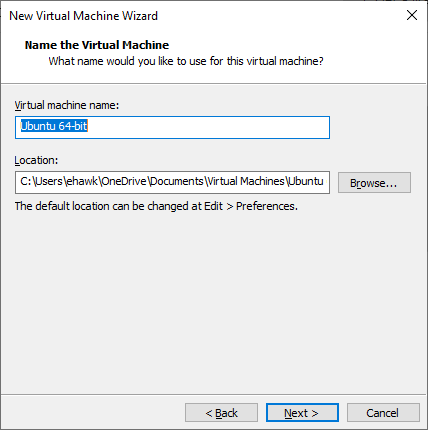 New Virtual Machine Wizard
Name the Virtual Machine
What name would you like to use for this virtual machine?
Virtual machine name:
Ubuntu 64-bit
Location:
C:\Users\ehawk\OneDrive\Documents\Virtual Machines\Ubuntu
Browse...
The default location can be changed at Edit > Preferences.
< Back
Next >
Cancel